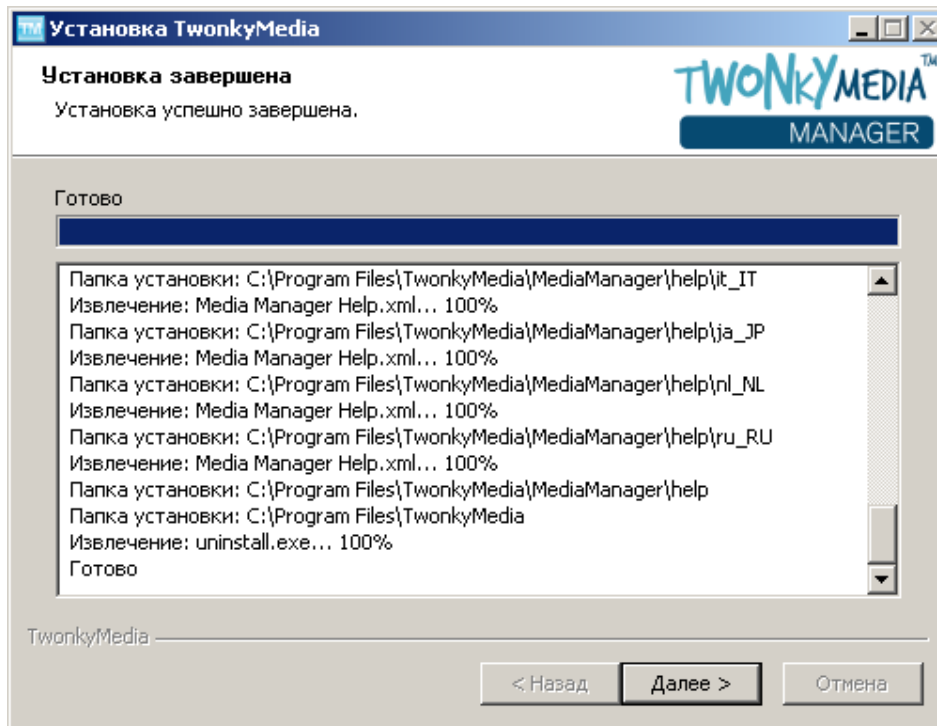 TM Установка TwonkyMedia
Установка завершена
Установка успешно завершена.
TWONKYMEDIA™
MANAGER
Готово
Папка установки: C:\Program Files\TwonkyMedia\MediaManager\help\it_IT
Извлечение: Media Manager Help.xml... 100%
Папка установки: C:\Program Files\TwonkyMedia\MediaManager\help\ja_JP
Извлечение: Media Manager Help.xml... 100%
Папка установки: C:\Program Files\TwonkyMedia\MediaManager\help\nl_NL
Извлечение: Media Manager Help.xml... 100%
Папка установки: C:\Program Files\TwonkyMedia\MediaManager\help\ru_RU
Извлечение: Media Manager Help.xml... 100%
Папка установки: C:\Program Files\TwonkyMedia\MediaManager\help
Папка установки: C:\Program Files\TwonkyMedia
Извлечение: uninstall.exe... 100%
Готово
TwonkyMedia
< Назад
Далее >
Отмена